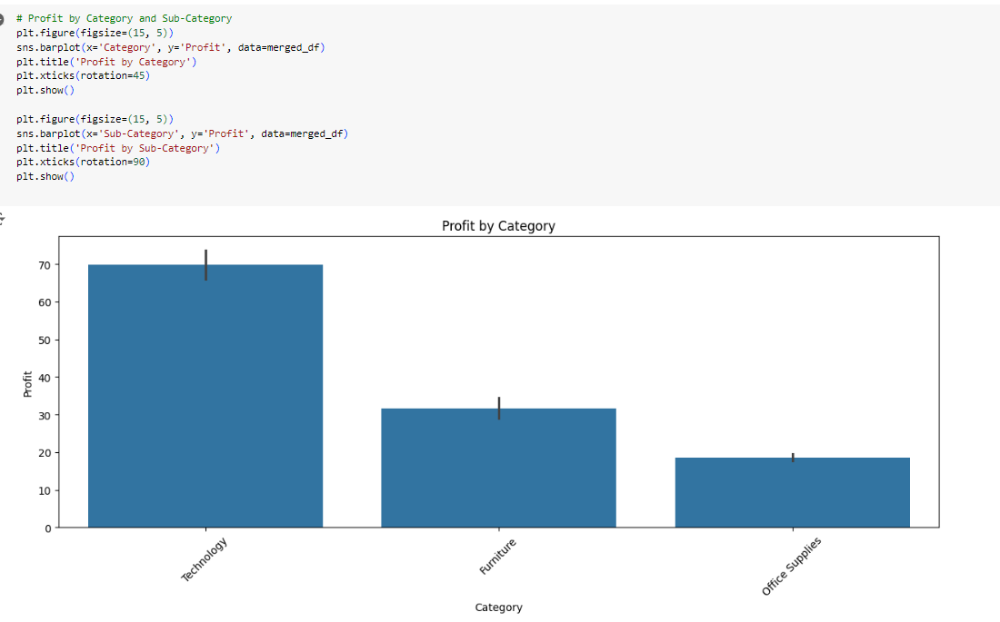 # Profit by Category and Sub-Category
plt.figure(figsize=(15, 5))
sns.barplot(x='Category', y='Profit', data=merged_df)
plt.title('Profit by Category')
plt.xticks(rotation=45)
plt.show()
plt.figure(figsize=(15, 5))
sns.barplot(x='Sub-Category', y='Profit', data=merged_df)
plt.title('Profit by Sub-Category')
plt.xticks(rotation=90)
plt.show()
Profit by Category
70
60
50
40
30
20
10
0
Profit
Technology
Furniture
Office Supplies
Category